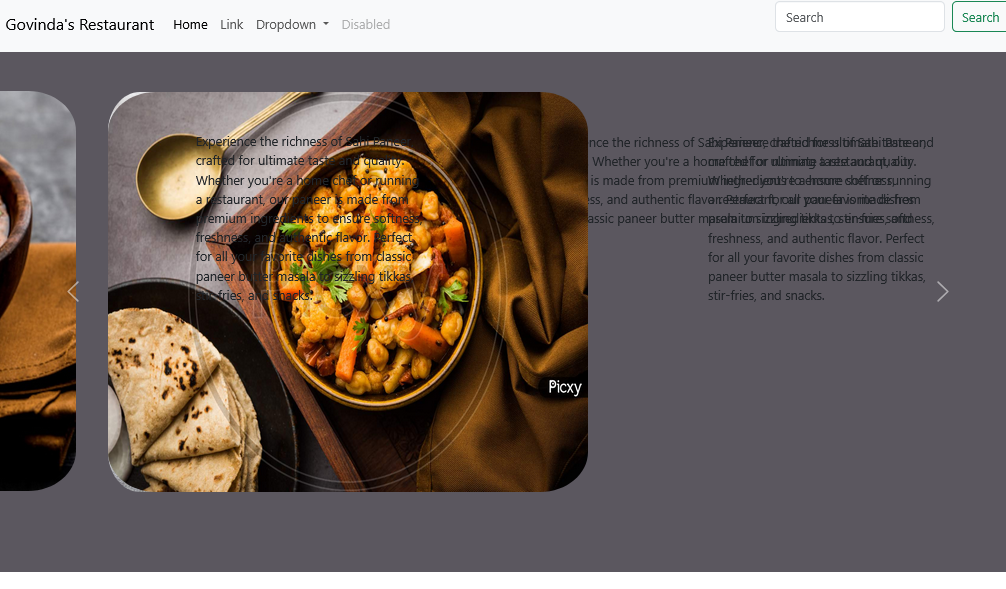 Govinda's Restaurant
Home
Link
Dropdown
Disabled
Search
Search
Experience the richness of Sahi Paneer,
crafted for ultimate taste and quality.
Whether you're a home chef or running
a restaurant, our paneer is made from
premium ingredients to ensure softness,
freshness, and authentic flavor. Perfect
for all your favorite dishes from classic
paneer butter masala to sizzling tikkas,
stir-fries, and snacks.
Picxy
nce the richness of Sahi Paneer, crafted for ultimate taste and
Whether you're a home chef or running a restaurant, our
is made from premium ingredients to ensure softness,
ss, and authentic flavor. Perfect for all your favorite dishes
assic paneer butter masala to sizzling tikkas, stir-fries, and
Experience the richness of Sahi Paneer,
crafted for ultimate taste and quality.
Whether you're a home chef or running
a restaurant, our paneer is made from
premium ingredients to ensure softness,
freshness, and authentic flavor. Perfect
for all your favorite dishes from classic
paneer butter masala to sizzling tikkas,
stir-fries, and snacks.